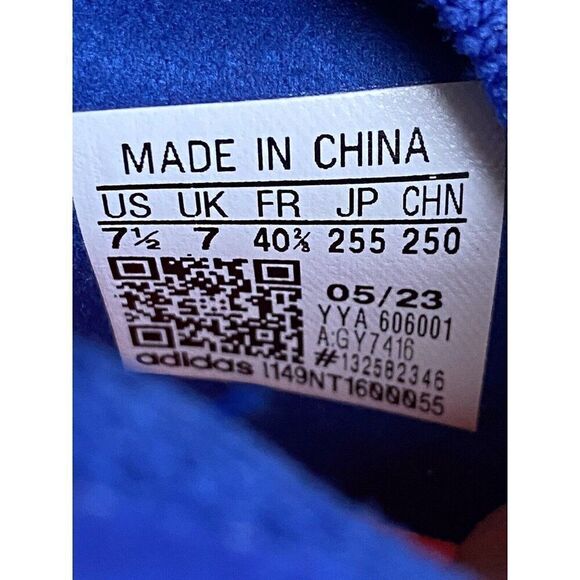 MADE IN CHINA
US UK FR JP CHN
7½ 7 40⅔ 255 250
05/23
YYA 606001
A:GY7416
#132582346
adidas 1149NT1600055